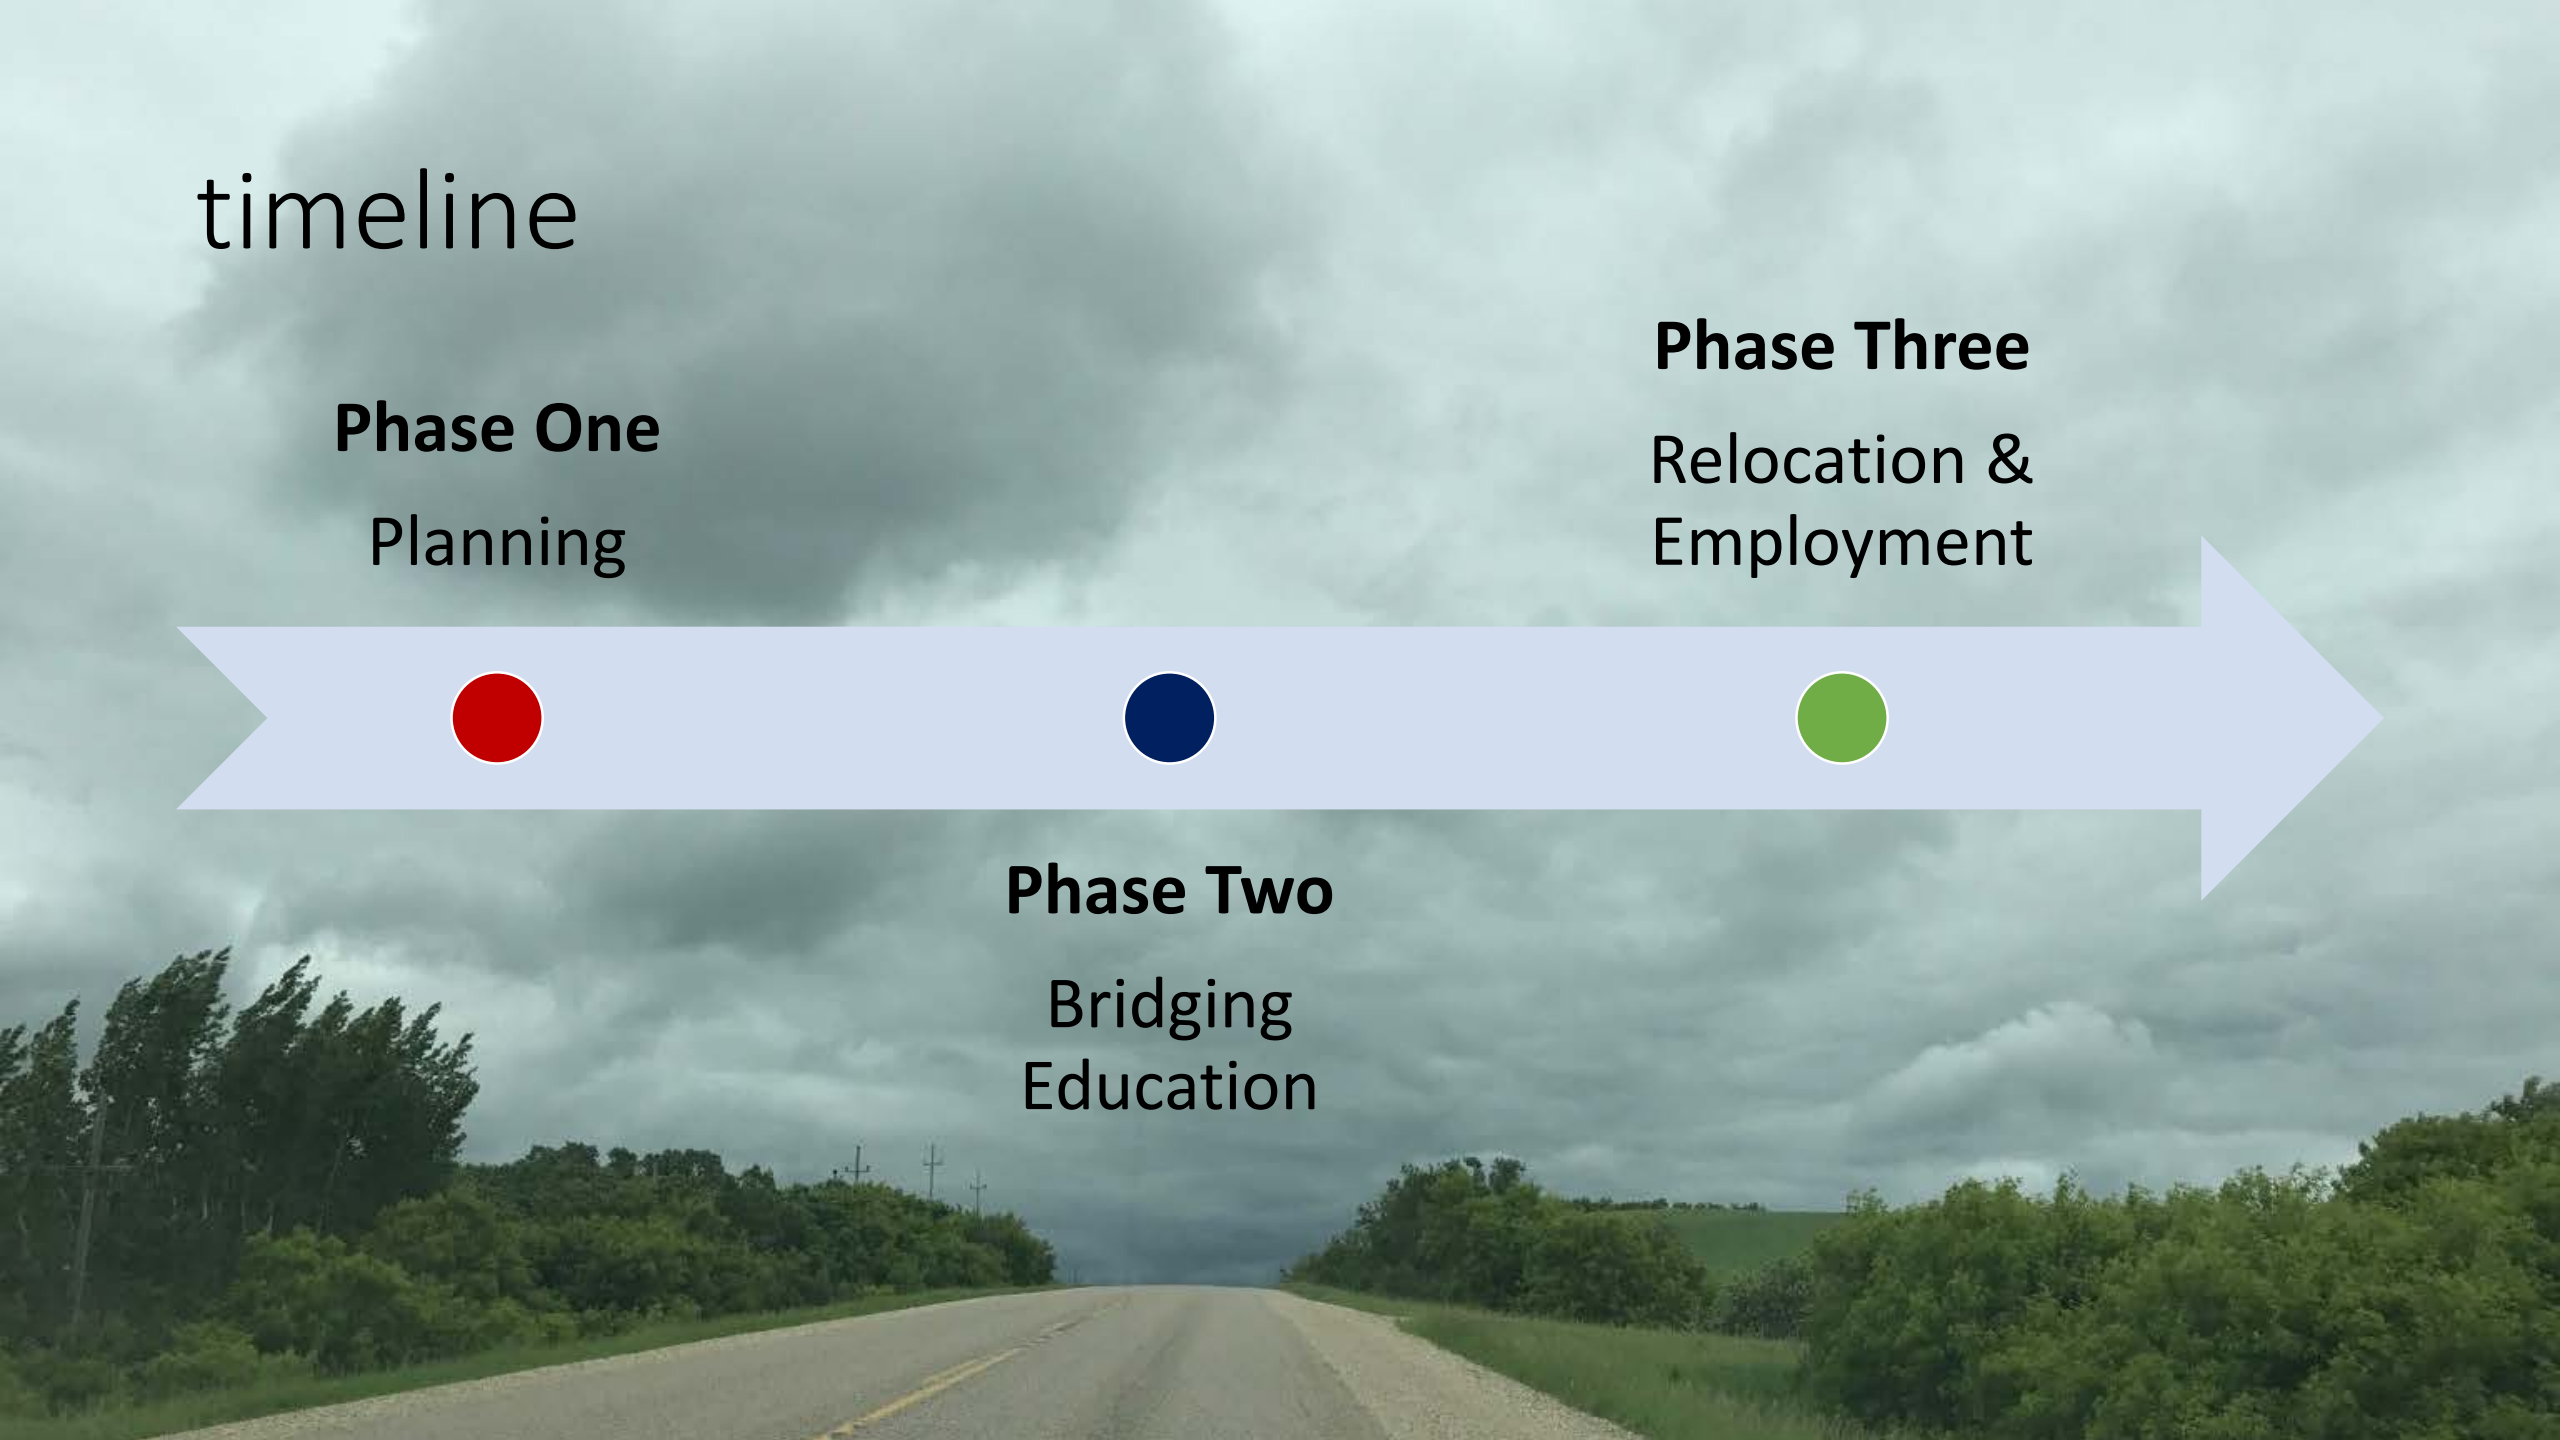 timeline
Phase One
Planning
Phase Two
Bridging
Education
Phase Three
Relocation &
Employment